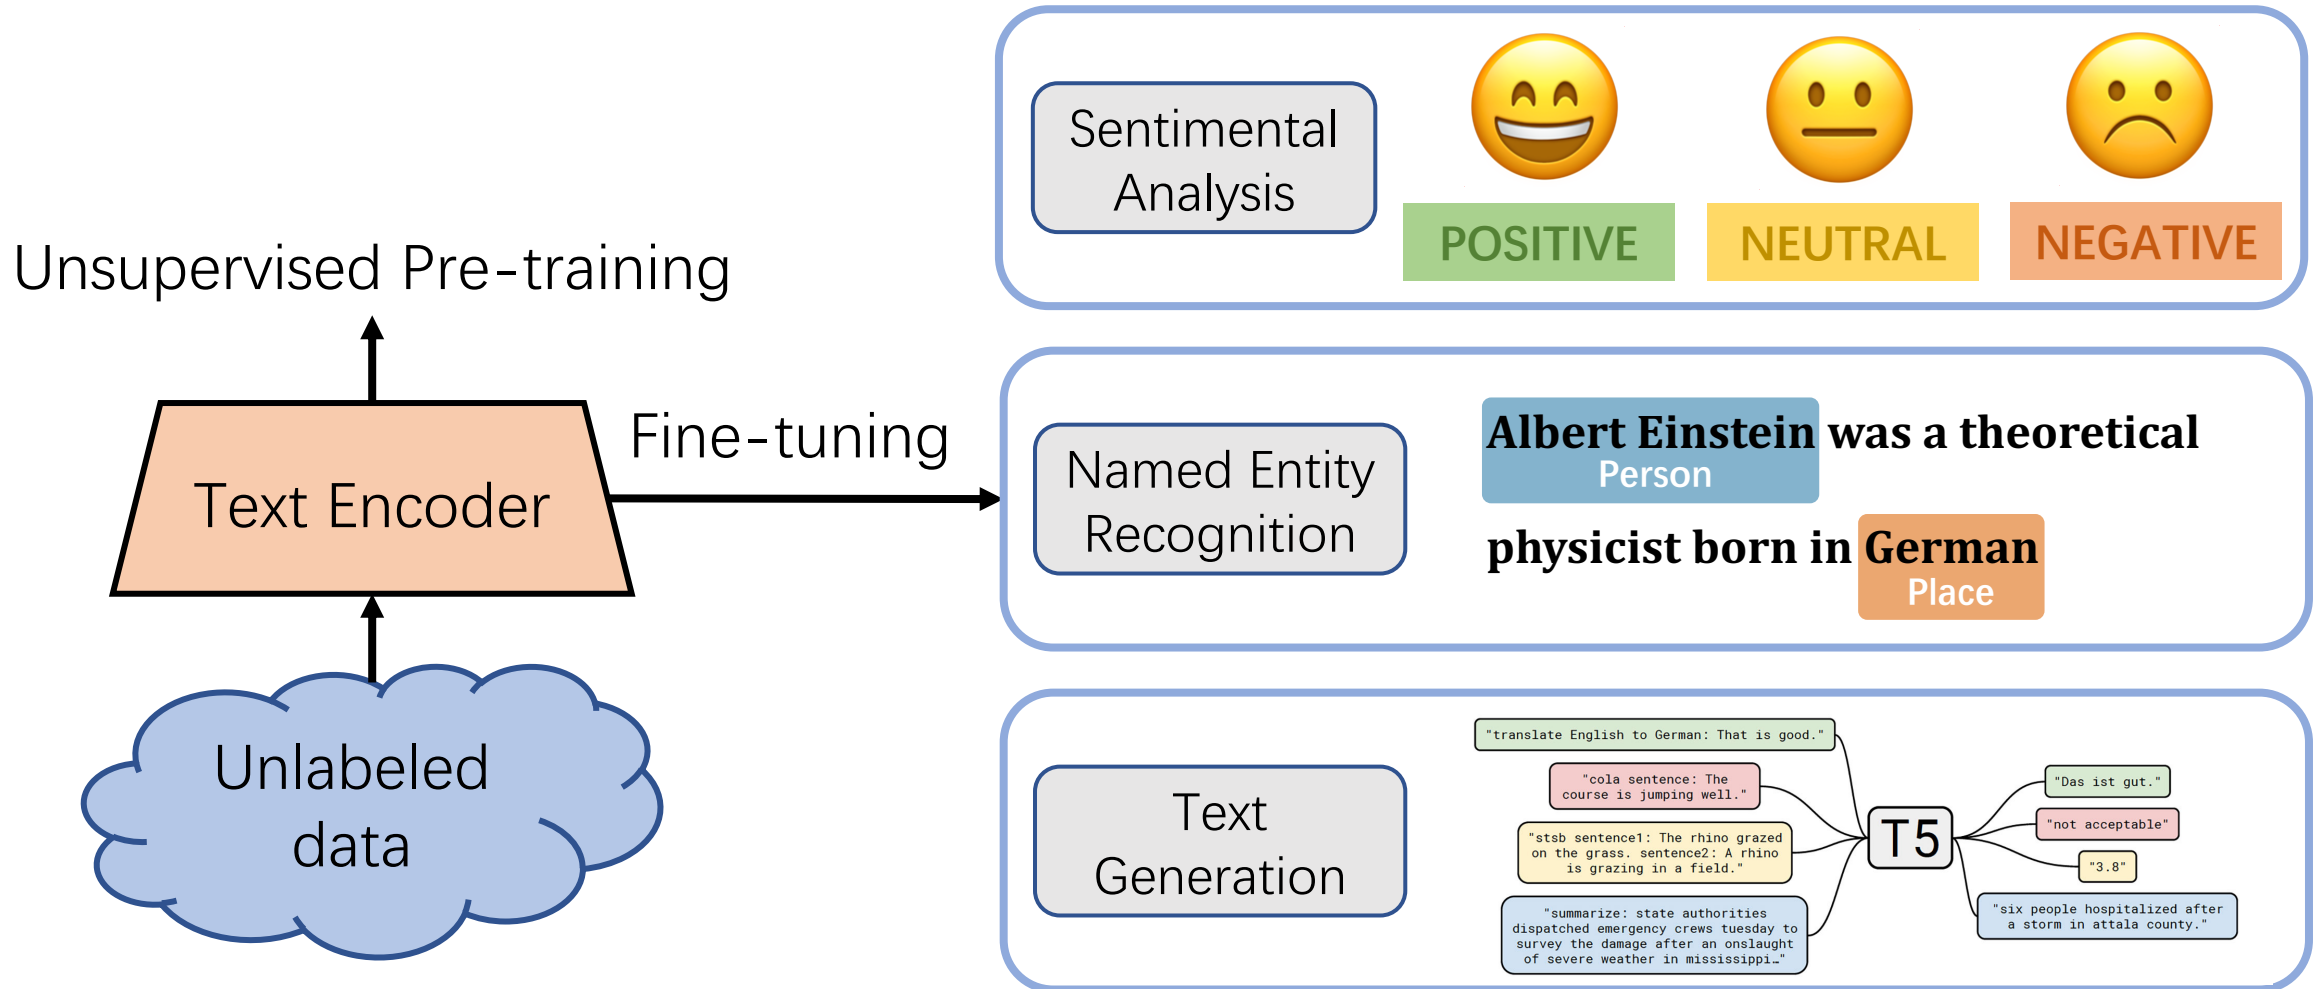 Unsupervised Pre-training
Text Encoder
Fine-tuning
Unlabeled
data
Sentimental
Analysis
POSITIVE
NEUTRAL
NEGATIVE
Named Entity
Recognition
Albert Einstein was a theoretical
Person
physicist born in German
Place
Text
Generation
"translate English to German: That is good."
"cola sentence: The
course is jumping well."
"stsb sentence1: The rhino grazed
on the grass. sentence2: A rhino
is grazing in a field."
"summarize: state authorities
dispatched emergency crews tuesday to
survey the damage after an onslaught
of severe weather in mississippi…"
T5
"Das ist gut."
"not acceptable"
"3.8"
"six people hospitalized after
a storm in attala county."